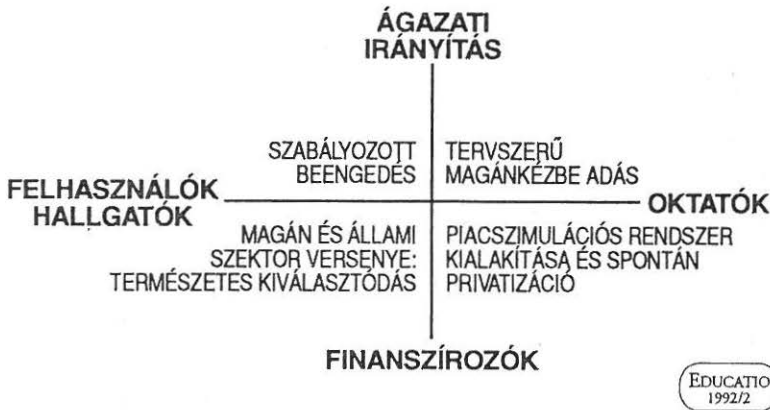 ÁGAZATI
IRÁNYÍTÁS
SZABÁLYOZOTT
BEENGEDÉS
TERVSZERŰ
MAGÁNKÉZBE ADÁS
FELHASZNÁLÓK
HALLGATÓK
OKTATÓK
MAGÁN ÉS ÁLLAMI
SZEKTOR VERSENYE:
TERMÉSZETES KIVÁLASZTÓDÁS
PIACSZIMULÁCIÓS RENDSZER
KIALAKÍTÁSA ÉS SPONTÁN
PRIVATIZÁCIÓ
FINANSZÍROZÓK
EDUCATIO
1992/2